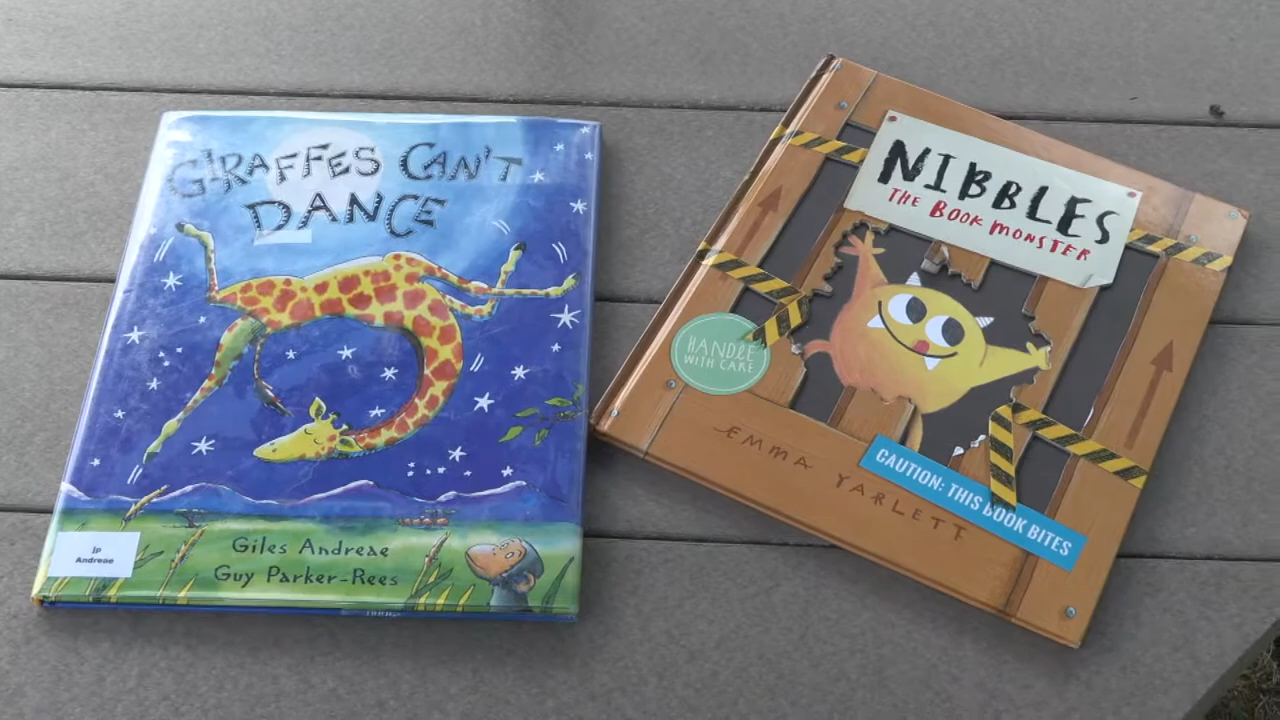 GIRAFFES CAN'T
DANCE
jp
Andreae
Giles Andreae
Guy Parker-Rees
NIBBLES
THE BOOK MONSTER
HANDLE
WITH CARE
EMMA YARLETT
CAUTION: THIS BOOK BITES